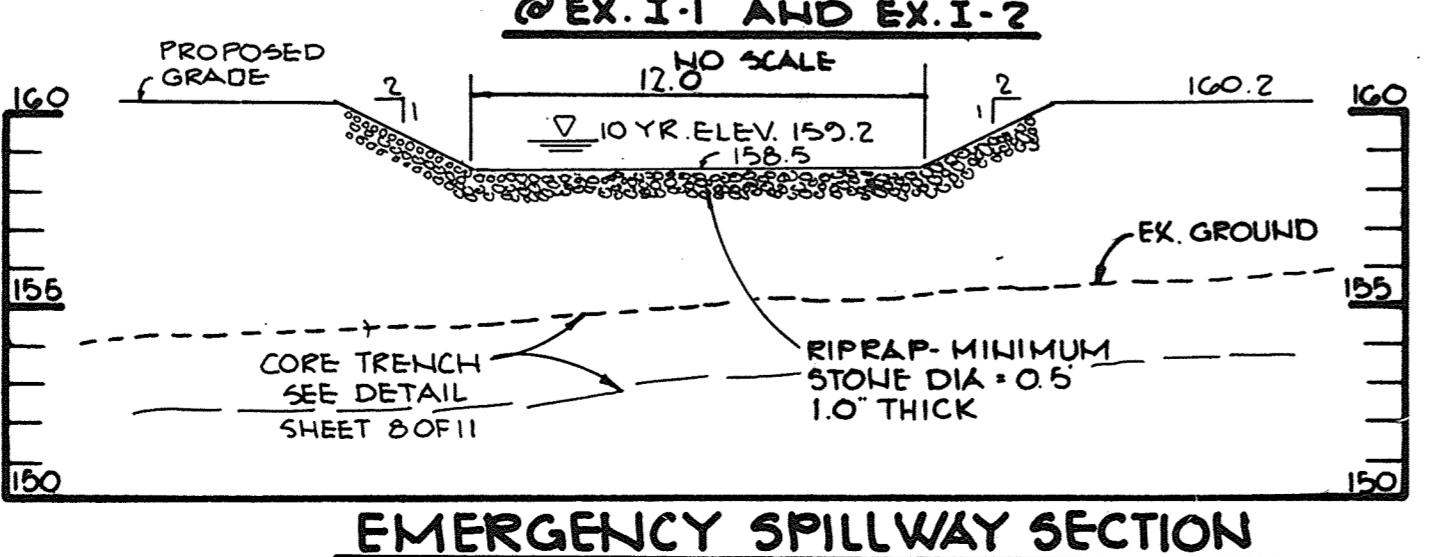 @ EX. I-1 AND EX. I-2
NO SCALE
PROPOSED
GRADE
12.0
2
1
2
1
160.2
160
160
10 YR. ELEV. 159.2
158.5
EX. GROUND
155
155
CORE TRENCH
SEE DETAIL
SHEET 8 OF 11
RIPRAP- MINIMUM
STONE DIA = 0.5'
1.0" THICK
150
150
EMERGENCY SPILLWAY SECTION